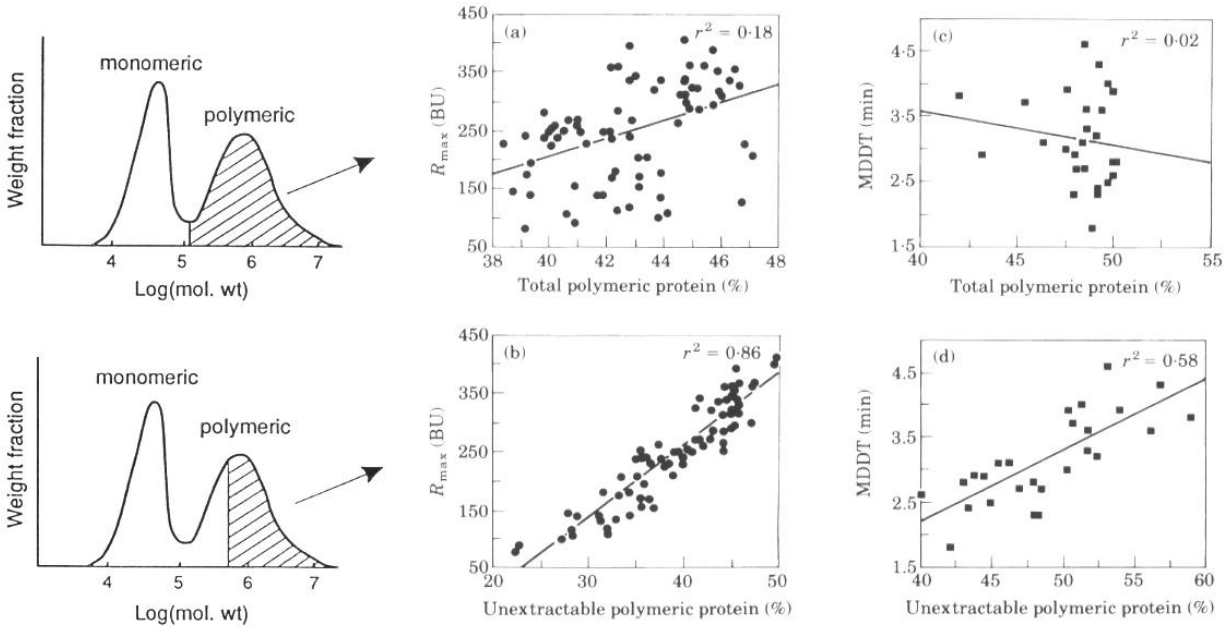 Weight fraction
monomeric
polymeric
4 5 6 7
Log(mol. wt)
(a)
r² = 0·18
R_max (BU)
450
350
250
150
50
38 40 42 44 46 48
Total polymeric protein (%)
(c)
r² = 0·02
MDDT (min)
4·5
3·5
2·5
1·5
40 45 50 55
Total polymeric protein (%)
Weight fraction
monomeric
polymeric
4 5 6 7
Log(mol. wt)
(b)
r² = 0·86
R_max (BU)
450
350
250
150
50
20 30 40 50
Unextractable polymeric protein (%)
(d)
r² = 0·58
MDDT (min)
4·5
3·5
2·5
1·5
40 45 50 55 60
Unextractable polymeric protein (%)